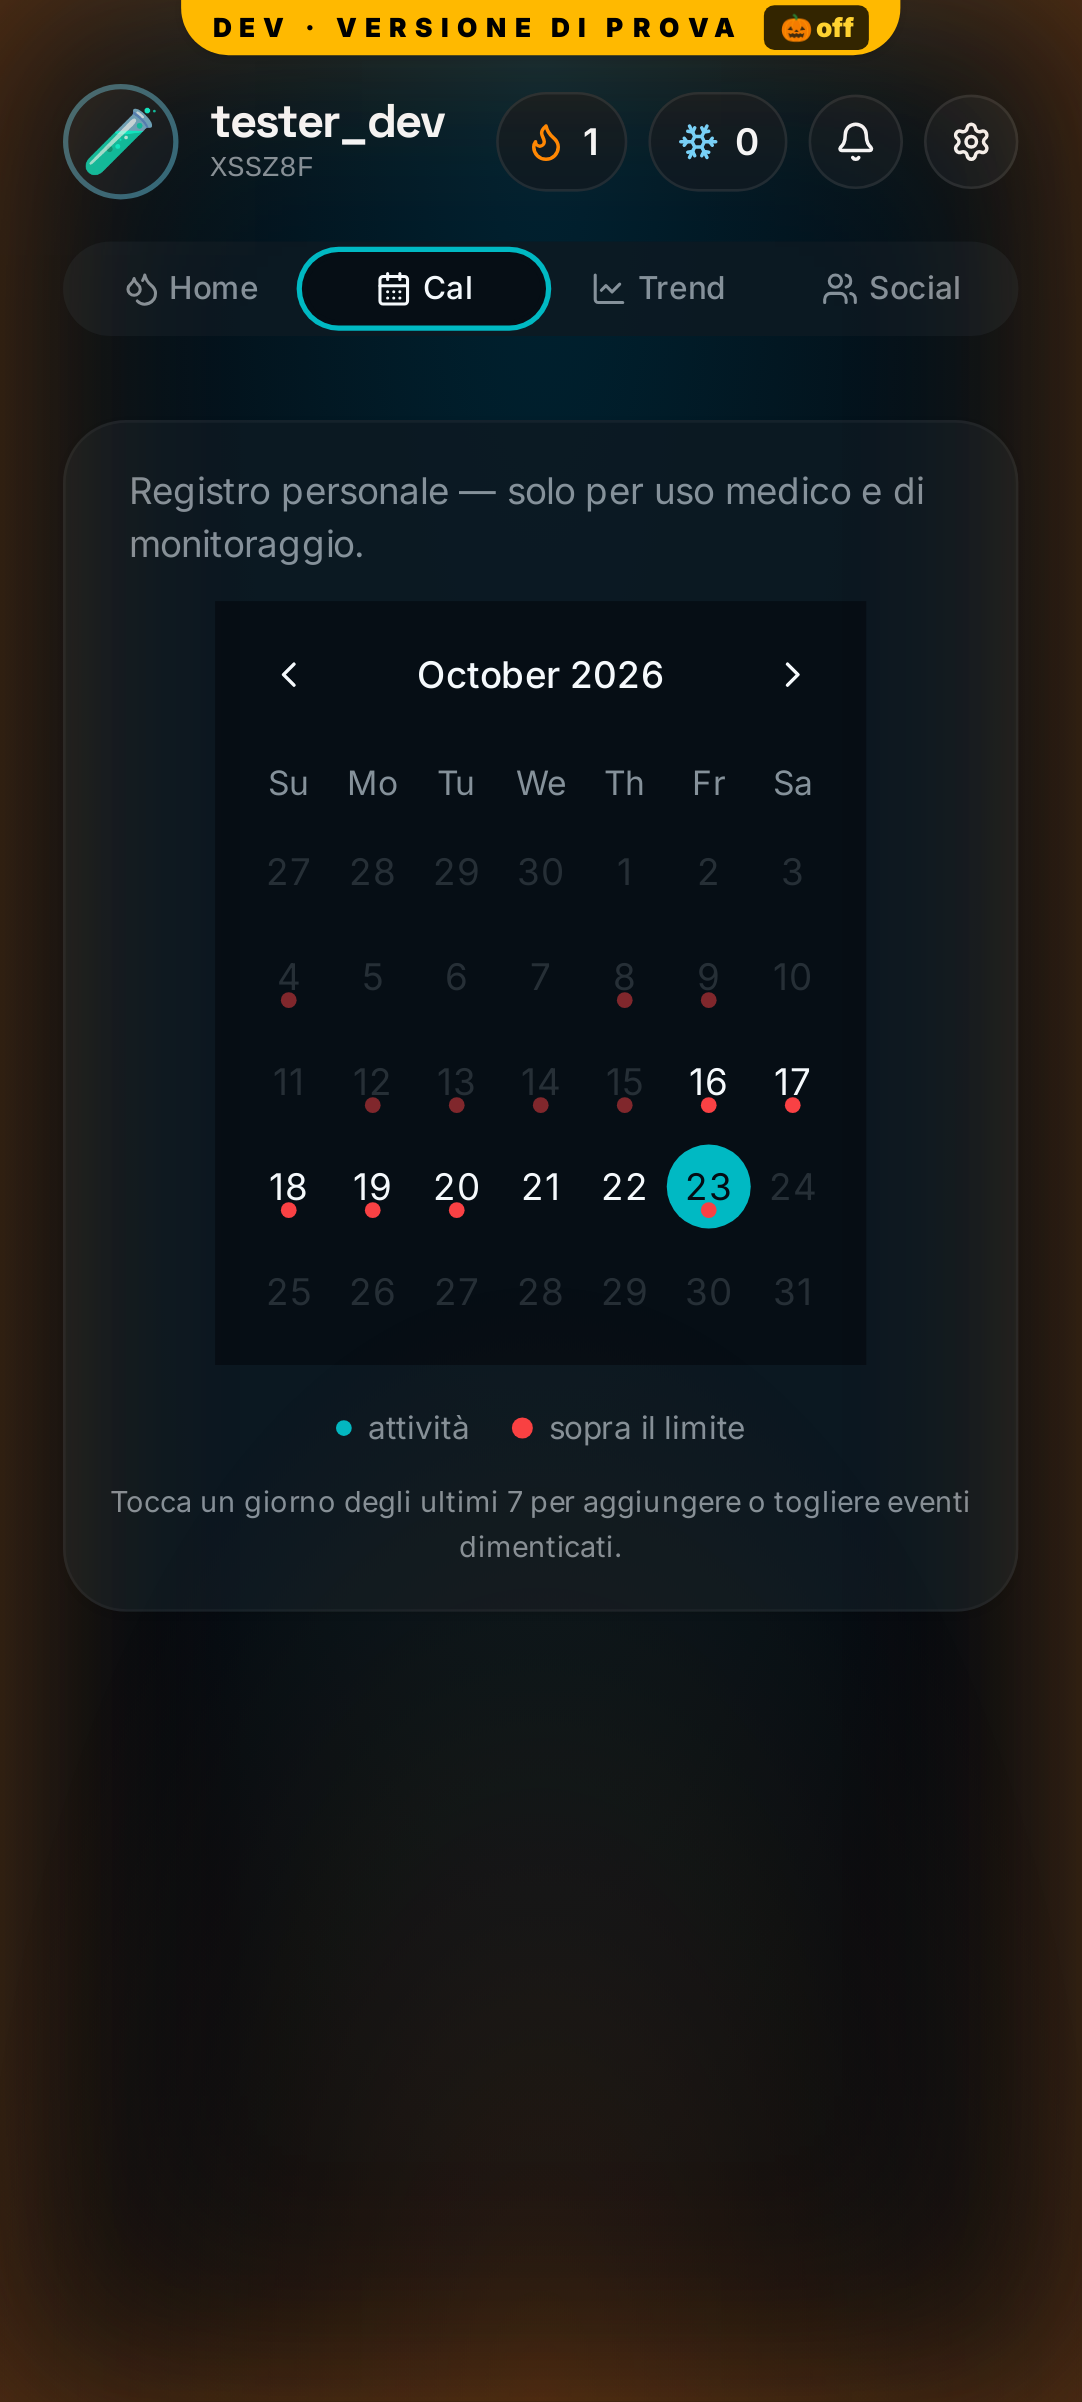 DEV · VERSIONE DI PROVA 🎃 off
tester_dev
XSSZ8F
1
0
Home
Cal
Trend
Social
Registro personale — solo per uso medico e di
monitoraggio.
October 2026
Su Mo Tu We Th Fr Sa
27 28 29 30 1 2 3
4 5 6 7 8 9 10
11 12 13 14 15 16 17
18 19 20 21 22 23 24
25 26 27 28 29 30 31
attività
sopra il limite
Tocca un giorno degli ultimi 7 per aggiungere o togliere eventi
dimenticati.